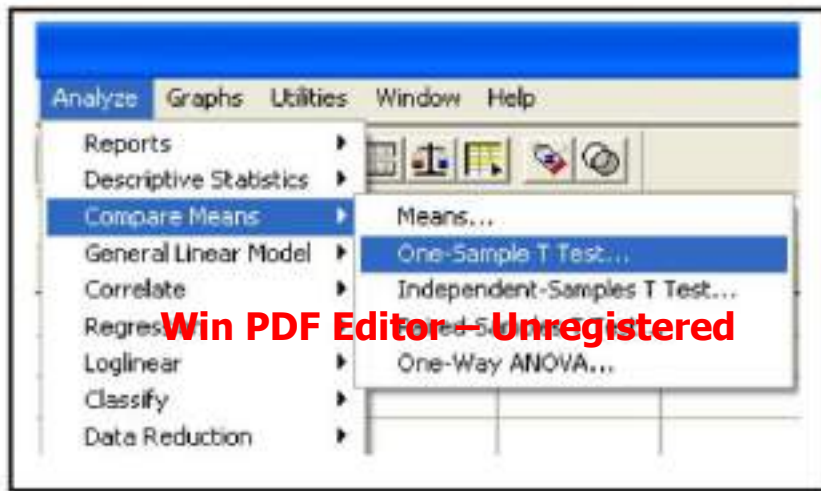 Analyze Graphs Utilities Window Help
Reports
Descriptive Statistics
Compare Means
General Linear Model
Correlate
Loglinear
Classify
Data Reduction
Means...
One-Sample T Test...
Independent-Samples T Test...
Win PDF Editor – Unregistered
One-Way ANOVA...